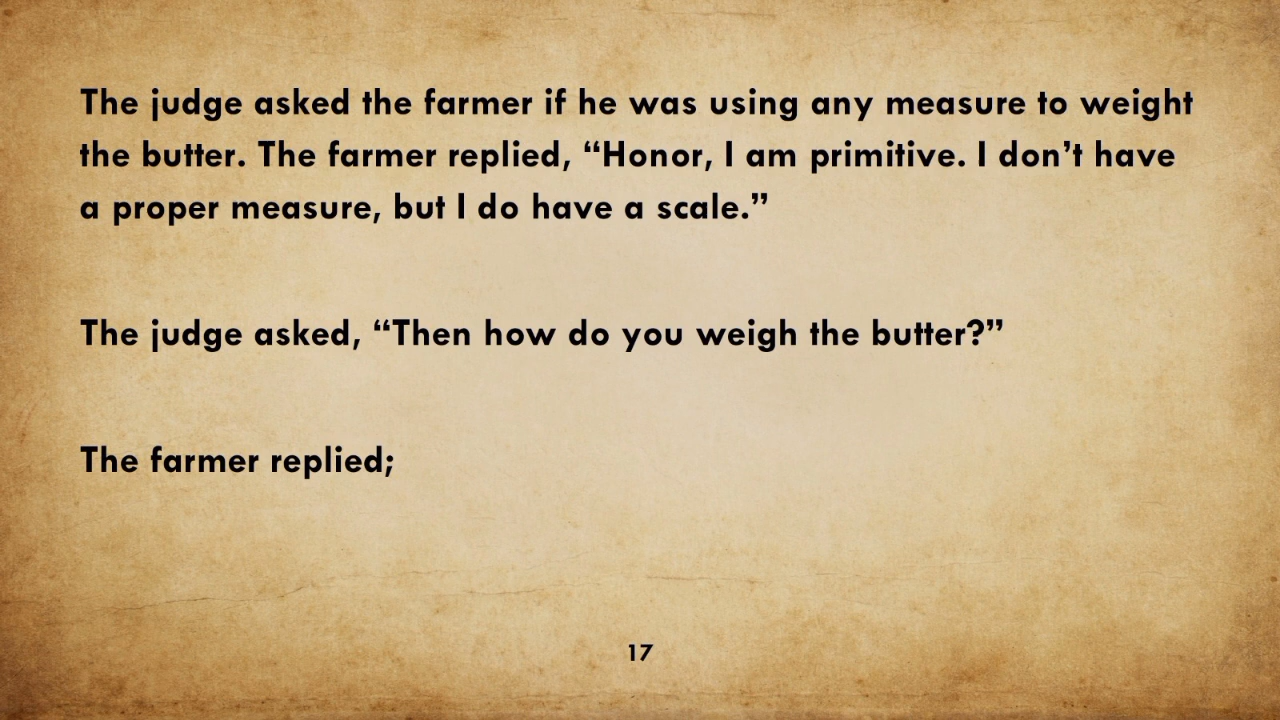 The judge asked the farmer if he was using any measure to weight
the butter. The farmer replied, “Honor, I am primitive. I don’t have
a proper measure, but I do have a scale.”
The judge asked, “Then how do you weigh the butter?”
The farmer replied;
17